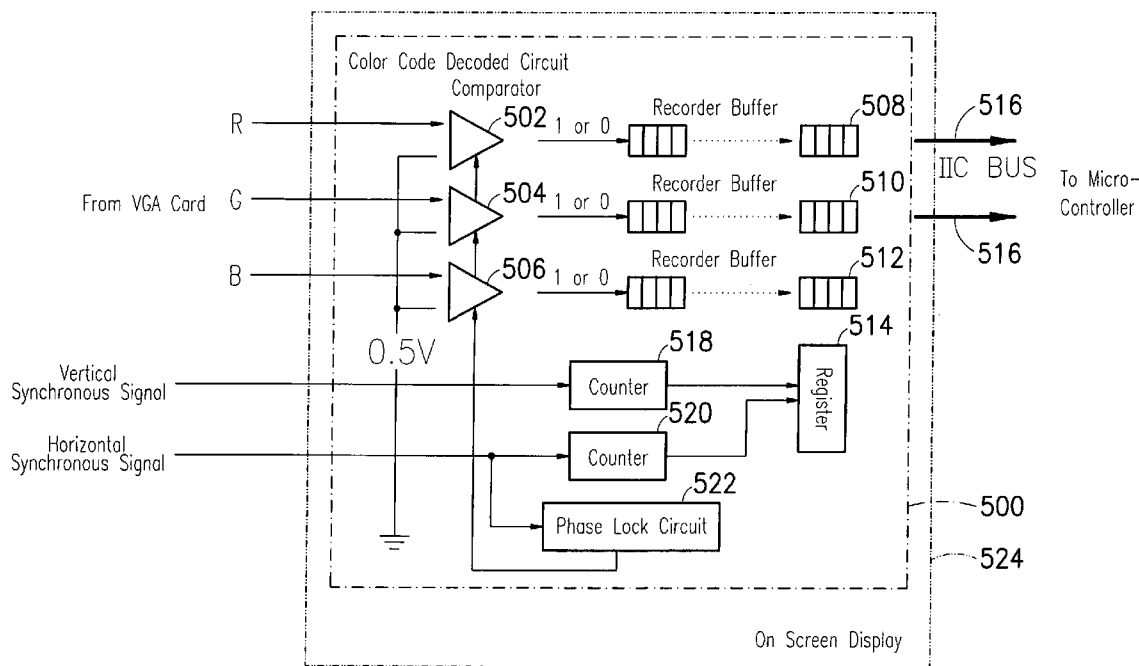 Color Code Decoded Circuit
Comparator
502
R
1 or 0
Recorder Buffer
508
516
IIC BUS
To Micro-
Controller
504
From VGA Card G
1 or 0
Recorder Buffer
510
516
506
B
1 or 0
Recorder Buffer
512
0.5V
514
Register
518
Vertical
Synchronous Signal
Counter
520
Horizontal
Synchronous Signal
Counter
522
Phase Lock Circuit
500
524
On Screen Display